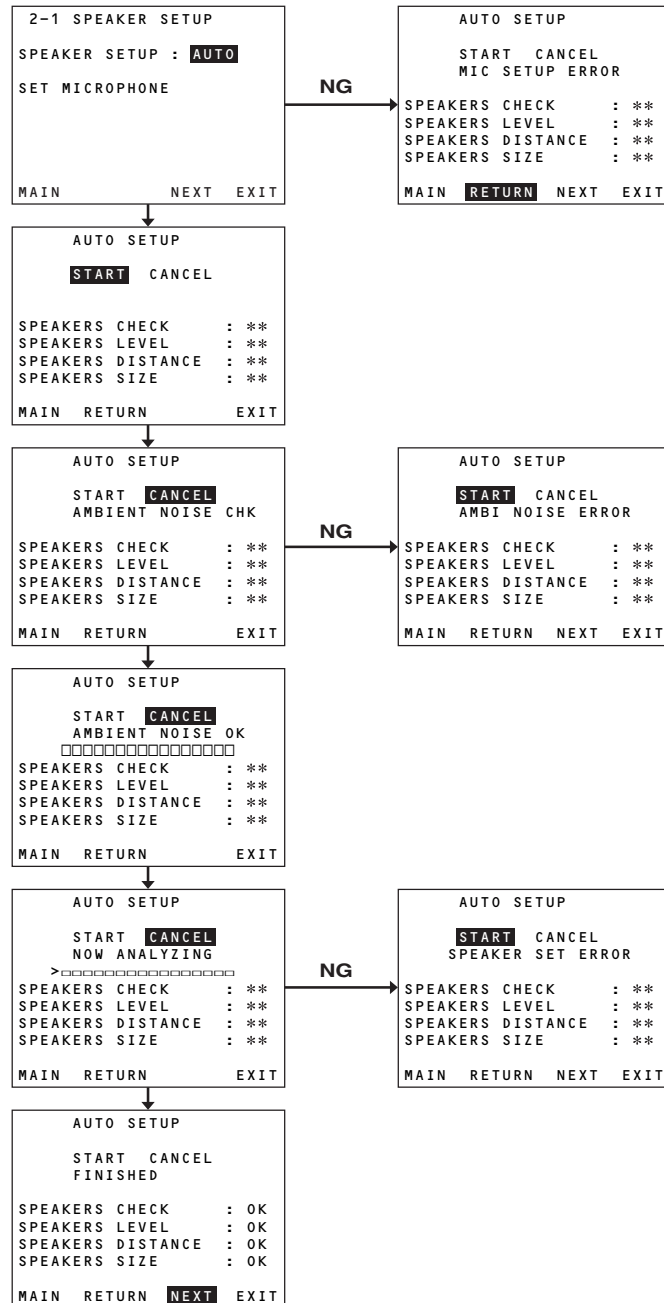 2-1 SPEAKER SETUP
SPEAKER SETUP : AUTO
SET MICROPHONE
MAIN NEXT EXIT
NG
AUTO SETUP
START CANCEL
MIC SETUP ERROR
SPEAKERS CHECK : **
SPEAKERS LEVEL : **
SPEAKERS DISTANCE : **
SPEAKERS SIZE : **
MAIN RETURN NEXT EXIT
AUTO SETUP
START CANCEL
SPEAKERS CHECK : **
SPEAKERS LEVEL : **
SPEAKERS DISTANCE : **
SPEAKERS SIZE : **
MAIN RETURN EXIT
AUTO SETUP
START CANCEL
AMBIENT NOISE CHK
SPEAKERS CHECK : **
SPEAKERS LEVEL : **
SPEAKERS DISTANCE : **
SPEAKERS SIZE : **
MAIN RETURN EXIT
NG
AUTO SETUP
START CANCEL
AMBI NOISE ERROR
SPEAKERS CHECK : **
SPEAKERS LEVEL : **
SPEAKERS DISTANCE : **
SPEAKERS SIZE : **
MAIN RETURN NEXT EXIT
AUTO SETUP
START CANCEL
AMBIENT NOISE OK
□□□□□□□□□□□□□□□□
SPEAKERS CHECK : **
SPEAKERS LEVEL : **
SPEAKERS DISTANCE : **
SPEAKERS SIZE : **
MAIN RETURN EXIT
AUTO SETUP
START CANCEL
NOW ANALYZING
>□□□□□□□□□□□□□□□□
SPEAKERS CHECK : **
SPEAKERS LEVEL : **
SPEAKERS DISTANCE : **
SPEAKERS SIZE : **
MAIN RETURN EXIT
NG
AUTO SETUP
START CANCEL
SPEAKER SET ERROR
SPEAKERS CHECK : **
SPEAKERS LEVEL : **
SPEAKERS DISTANCE : **
SPEAKERS SIZE : **
MAIN RETURN NEXT EXIT
AUTO SETUP
START CANCEL
FINISHED
SPEAKERS CHECK : OK
SPEAKERS LEVEL : OK
SPEAKERS DISTANCE : OK
SPEAKERS SIZE : OK
MAIN RETURN NEXT EXIT